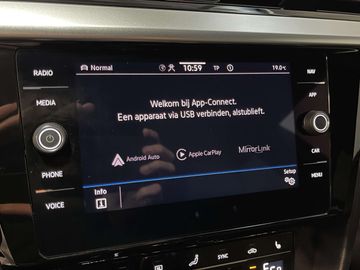 Normal 10:59 TP 19.0°C
RADIO
NAV
MEDIA
APP
Welkom bij App-Connect.
Een apparaat via USB verbinden, alstublieft.
Android Auto
Apple CarPlay
MirrorLink
PHONE
CAR
VOICE
MENU
Info
Setup
SYNC